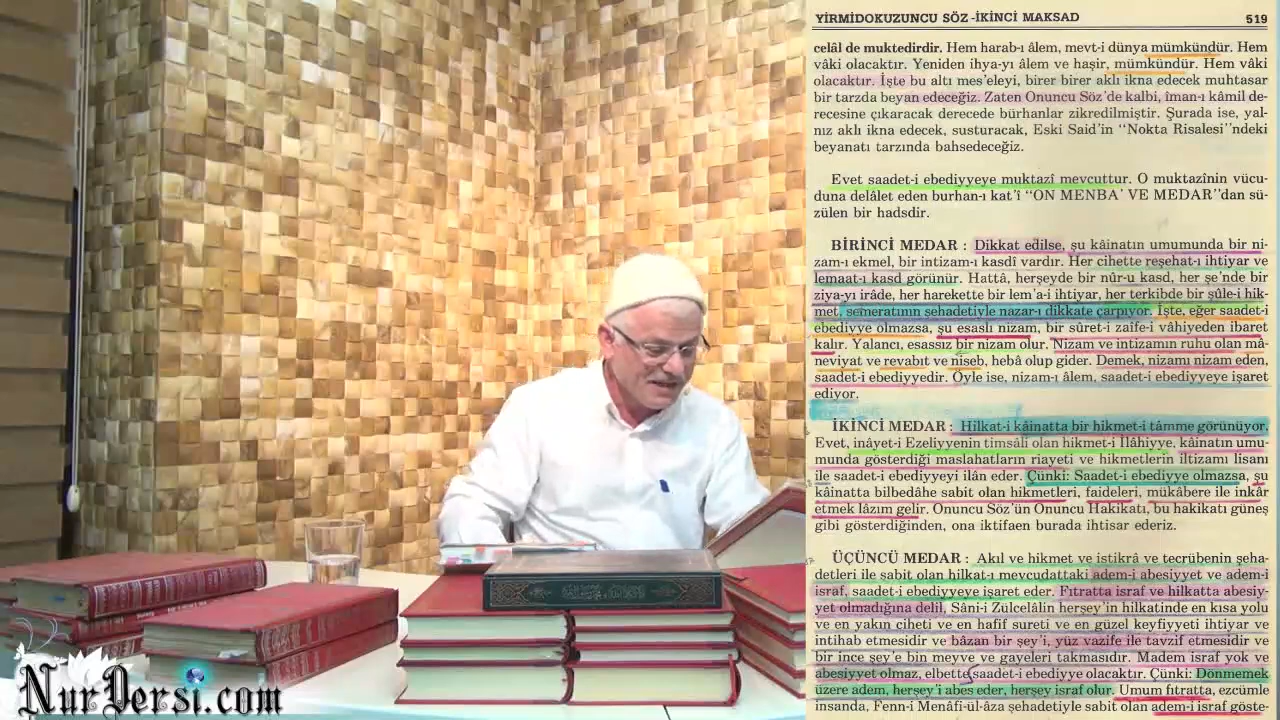 YİRMİDOKUZUNCU SÖZ -İKİNCİ MAKSAD 519
celâl de muktedirdir. Hem harab-ı âlem, mevt-i dünya mümkündür. Hem
vâki olacaktır. Yeniden ihya-yı âlem ve haşir, mümkündür. Hem vâki
olacaktır. İşte bu altı mes'eleyi, birer birer aklı ikna edecek muhtasar
bir tarzda beyan edeceğiz. Zaten Onuncu Söz'de kalbi, îman-ı kâmil de-
recesine çıkaracak derecede bürhanlar zikredilmiştir. Şurada ise, yal-
nız aklı ikna edecek, susturacak, Eski Said'in "Nokta Risalesi"ndeki
beyanatı tarzında bahsedeceğiz.
Evet saadet-i ebediyyeye muktazî mevcuttur. O muktazînin vücu-
duna delâlet eden burhan-ı kat'î "ON MENBA' VE MEDAR"dan sü-
zülen bir hadsdir.
BİRİNCİ MEDAR : Dikkat edilse, şu kâinatın umumunda bir ni-
zam-ı ekmel, bir intizam-ı kasdî vardır. Her cihette reşehat-ı ihtiyar ve
lemaat-ı kasd görünür. Hattâ, herşeyde bir nûr-u kasd, her şe'nde bir
ziya-yı irâde, her harekette bir lem'a-i ihtiyar, her terkibde bir şûle-i hik-
met, semeratının şehadetiyle nazar-ı dikkate çarpıyor. İşte, eğer saadet-i
ebediyye olmazsa, şu esaslı nizam, bir sûret-i zaife-i vâhiyeden ibaret
kalır. Yalancı, esassız bir nizam olur. Nizam ve intizamın ruhu olan mâ-
neviyat ve revabıt ve niseb, hebâ olup gider. Demek, nizamı nizam eden,
saadet-i ebediyyedir. Öyle ise, nizam-ı âlem, saadet-i ebediyyeye işaret
ediyor.
İKİNCİ MEDAR : Hilkat-i kâinatta bir hikmet-i tâmme görünüyor.
Evet, inâyet-i Ezeliyyenin timsâli olan hikmet-i İlâhiyye, kâinatın umu-
munda gösterdiği maslahatların riayeti ve hikmetlerin iltizamı lisanı
ile saadet-i ebediyyeyi ilân eder. Çünki: Saadet-i ebediyye olmazsa, şu
kâinatta bilbedâhe sabit olan hikmetleri, faideleri, mükâbere ile inkâr
etmek lâzım gelir. Onuncu Söz'ün Onuncu Hakikatı, bu hakikatı güneş
gibi gösterdiğinden, ona iktifaen burada ihtisar ederiz.
ÜÇÜNCÜ MEDAR : Akıl ve hikmet ve istikrâ ve tecrübenin şeha-
detleri ile sabit olan hilkat-ı mevcudattaki adem-i abesiyyet ve adem-i
israf, saadet-i ebediyyeye işaret eder. Fıtratta israf ve hilkatta abesiy-
yet olmadığına delil, Sâni-i Zülcelâlin herşey'in hilkatinde en kısa yolu
ve en yakın ciheti ve en hafif sureti ve en güzel keyfiyyeti ihtiyar ve
intihab etmesidir ve bâzan bir şey'i, yüz vazife ile tavzif etmesidir ve
bir ince şey'e bin meyve ve gayeleri takmasıdır. Madem israf yok ve
abesiyyet olmaz, elbette saadet-i ebediyye olacaktır. Çünki: Dönmemek
üzere adem, herşey'i abes eder, herşey israf olur. Umum fıtratta, ezcümle
insanda, Fenn-i Menâfi-ul-âza şehadetiyle sabit olan adem-i israf göste-
NurDersi.com